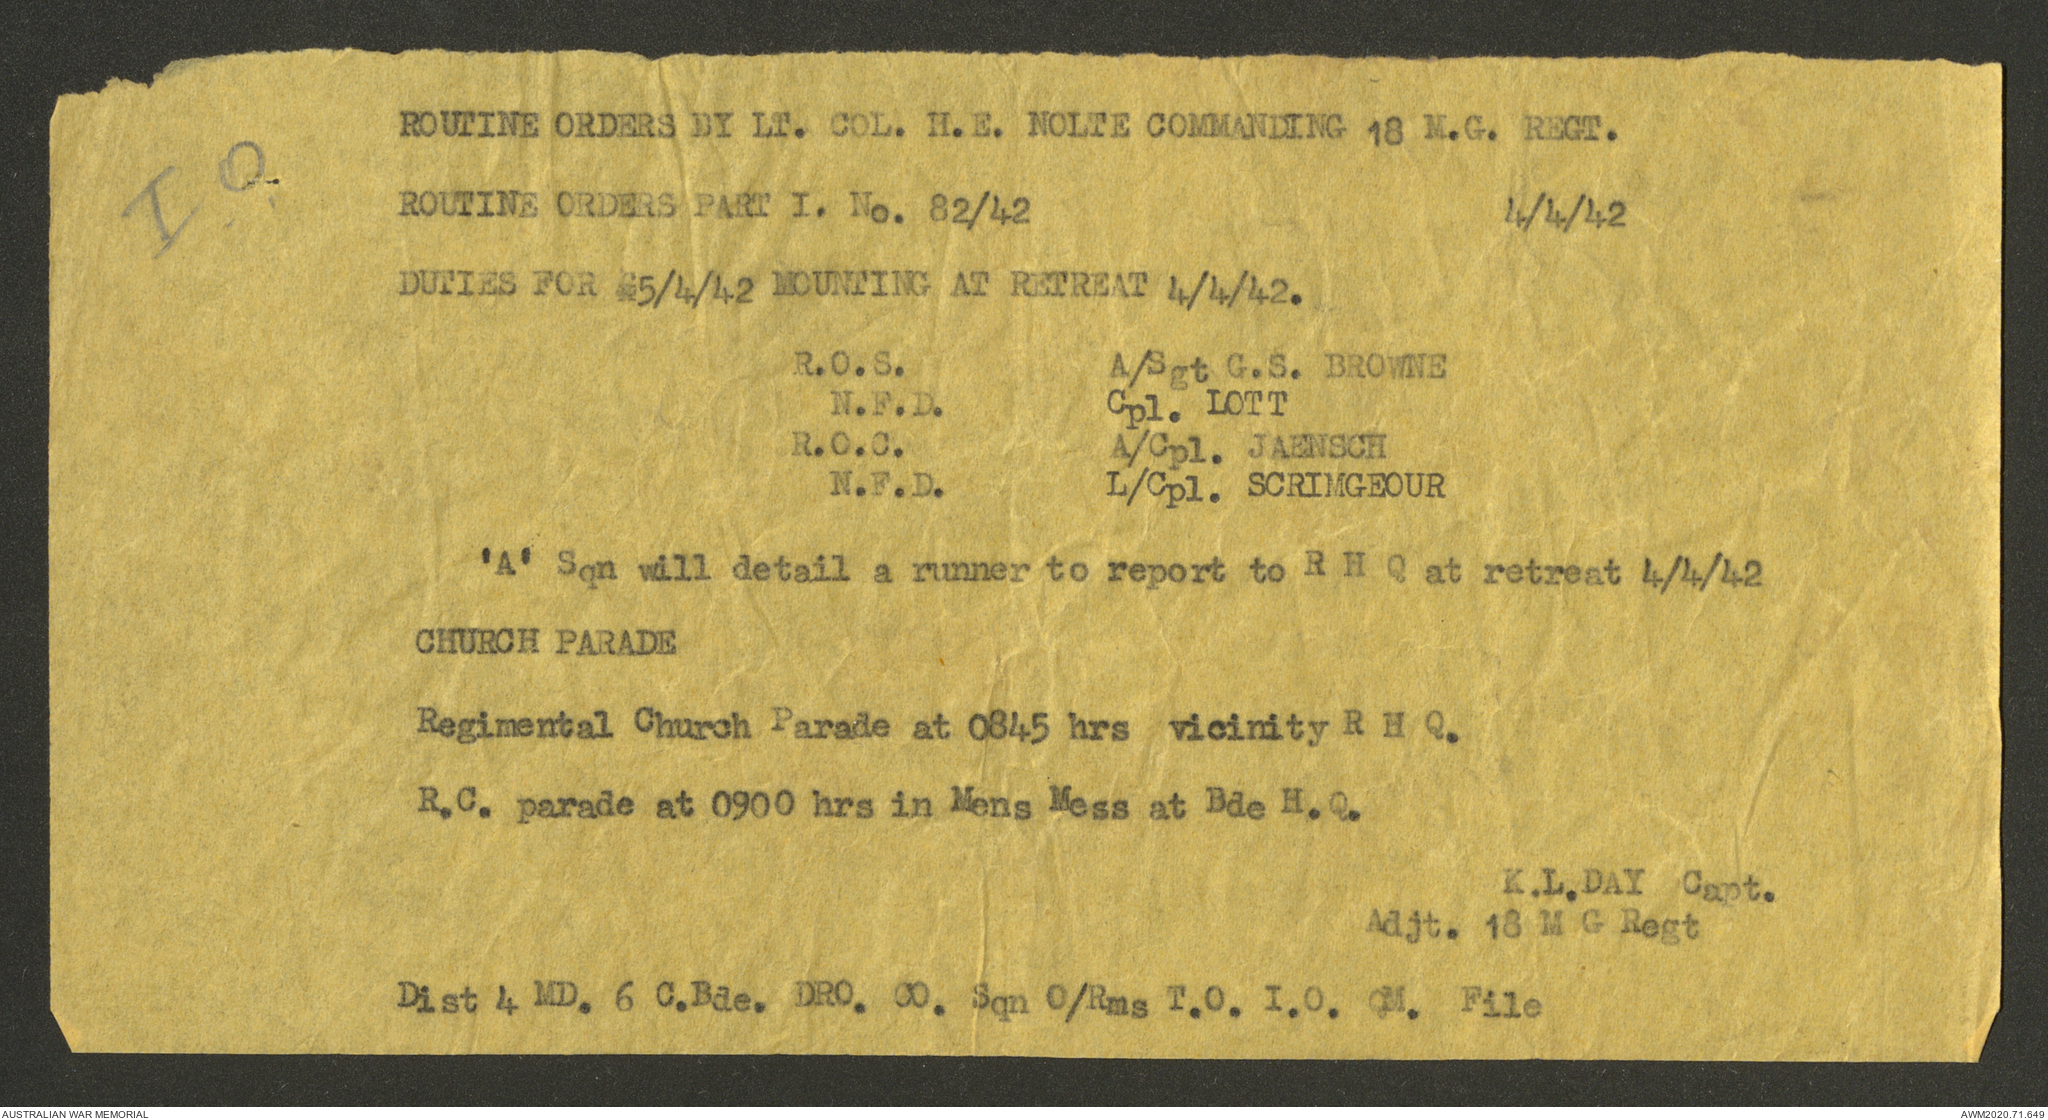 I.O.
ROUTINE ORDERS BY LT. COL. H.E. NOLTE COMMANDING 18 M.G. REGT.
ROUTINE ORDERS PART I. No. 82/42 4/4/42
DUTIES FOR 5/4/42 MOUNTING AT RETREAT 4/4/42.
R.O.S. A/Sgt G.S. BROWNE
N.F.D. Cpl. LOTT
R.O.C. A/Cpl. JAENSCH
N.F.D. L/Cpl. SCRIMGEOUR
'A' Sqn will detail a runner to report to R H Q at retreat 4/4/42
CHURCH PARADE
Regimental Church Parade at 0845 hrs vicinity R H Q.
R.C. parade at 0900 hrs in Mens Mess at Bde H.Q.
K.L.DAY Capt.
Adjt. 18 M G Regt
Dist 4 MD. 6 C.Bde. DRO. CO. Sqn O/Rms T.O. I.O. QM. File
AUSTRALIAN WAR MEMORIAL AWM2020.71.649